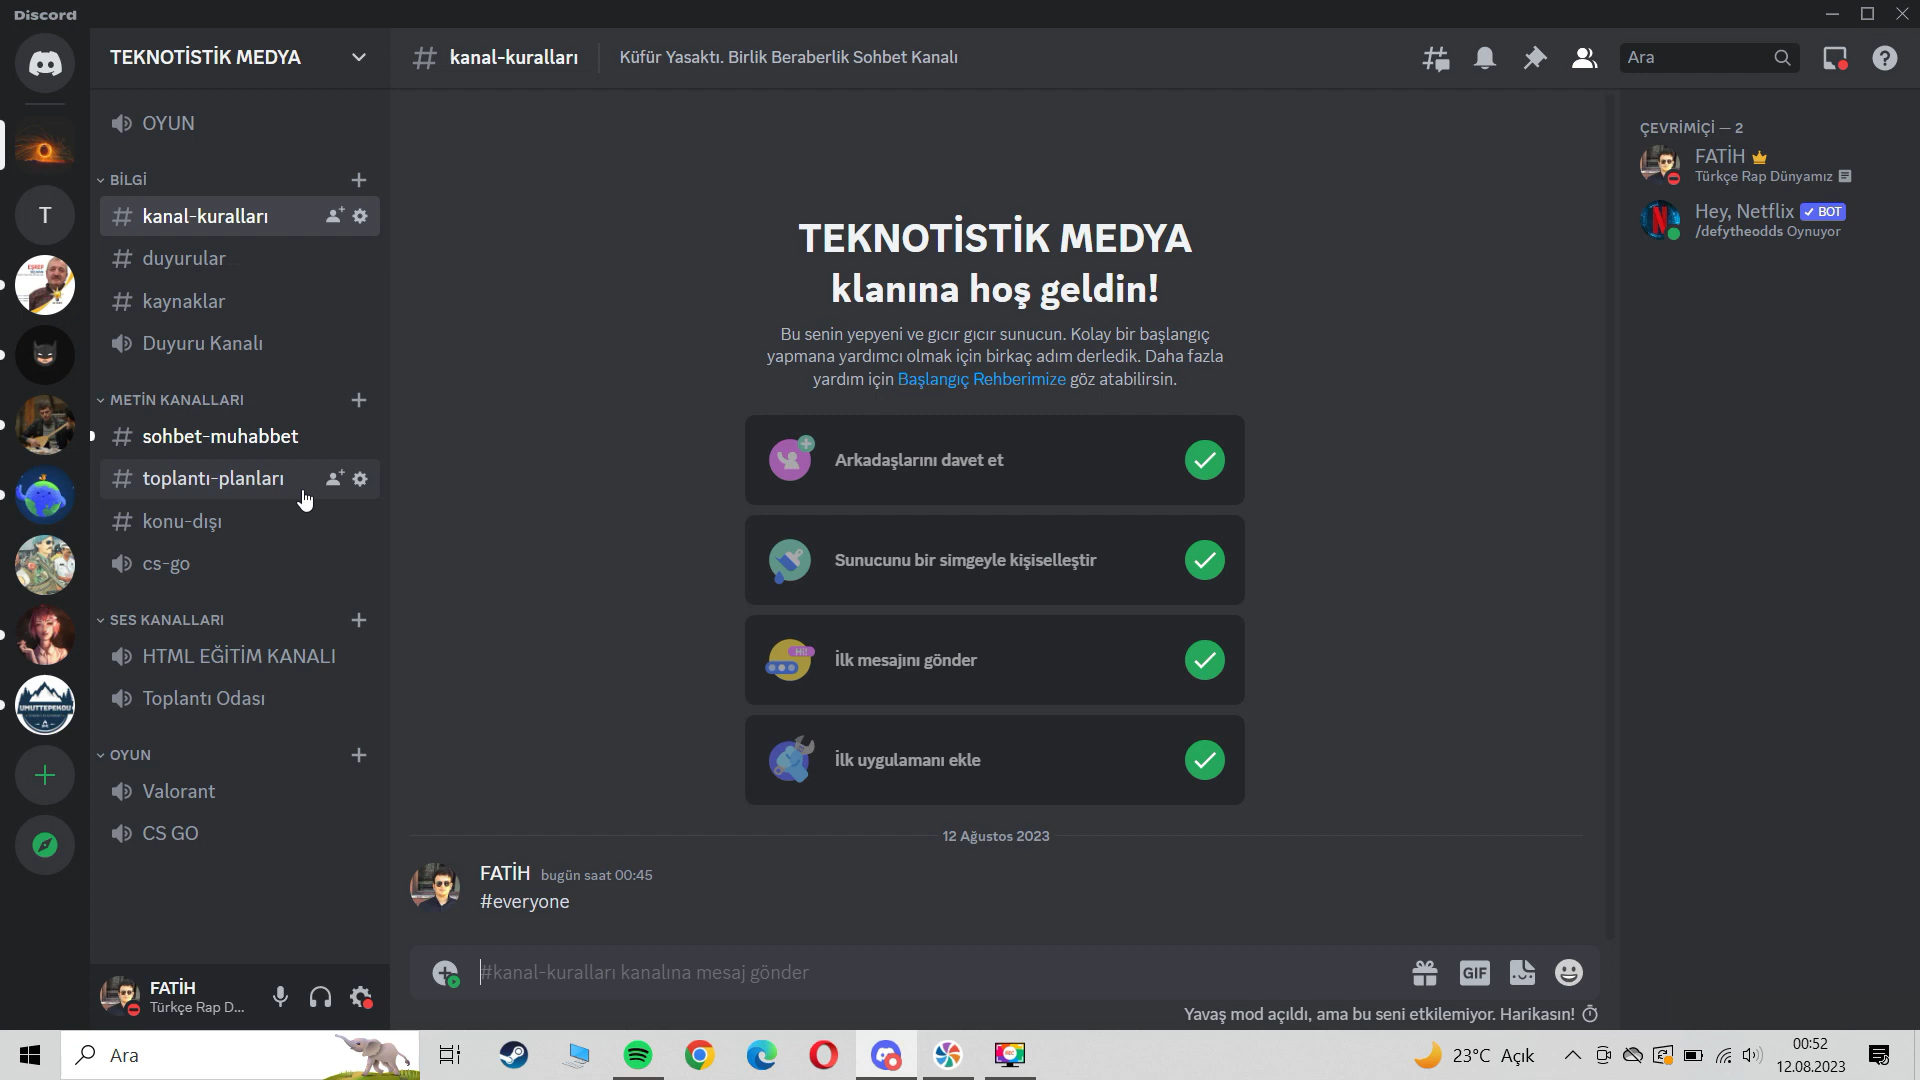 Discord
TEKNOTİSTİK MEDYA
OYUN
BİLGİ
kanal-kuralları
duyurular
kaynaklar
Duyuru Kanalı
METİN KANALLARI
sohbet-muhabbet
toplantı-planları
konu-dışı
cs-go
SES KANALLARI
HTML EĞİTİM KANALI
Toplantı Odası
OYUN
Valorant
CS GO
FATİH
Türkçe Rap D...
T
UMUTTEPEKOU
kanal-kuralları
Küfür Yasaktı. Birlik Beraberlik Sohbet Kanalı
Ara
TEKNOTİSTİK MEDYA
klanına hoş geldin!
Bu senin yepyeni ve gıcır gıcır sunucun. Kolay bir başlangıç
yapmana yardımcı olmak için birkaç adım derledik. Daha fazla
yardım için Başlangıç Rehberimize göz atabilirsin.
Arkadaşlarını davet et
Sunucunu bir simgeyle kişiselleştir
Hi!
İlk mesajını gönder
İlk uygulamanı ekle
12 Ağustos 2023
FATİH bugün saat 00:45
#everyone
#kanal-kuralları kanalına mesaj gönder
GIF
Yavaş mod açıldı, ama bu seni etkilemiyor. Harikasın!
ÇEVRİMİÇİ — 2
FATİH
Türkçe Rap Dünyamız
Hey, Netflix BOT
/defytheodds Oynuyor
Ara
23°C Açık
00:52
12.08.2023